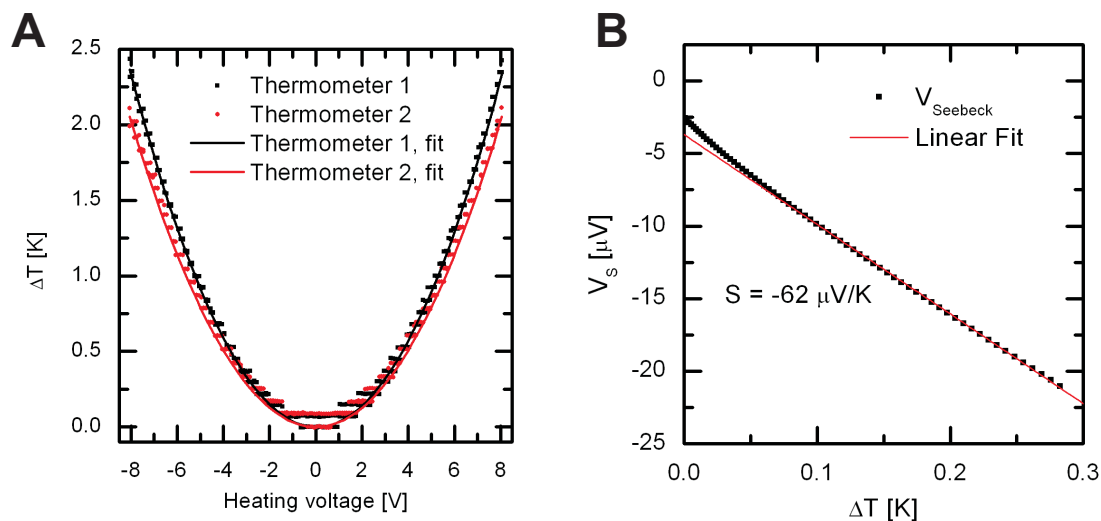 A
2.5
2.0
1.5
1.0
0.5
0.0
ΔT [K]
Thermometer 1
Thermometer 2
Thermometer 1, fit
Thermometer 2, fit
-8 -6 -4 -2 0 2 4 6 8
Heating voltage [V]
B
0
-5
-10
-15
-20
-25
V_S [μV]
V_Seebeck
Linear Fit
S = -62 μV/K
0.0 0.1 0.2 0.3
ΔT [K]